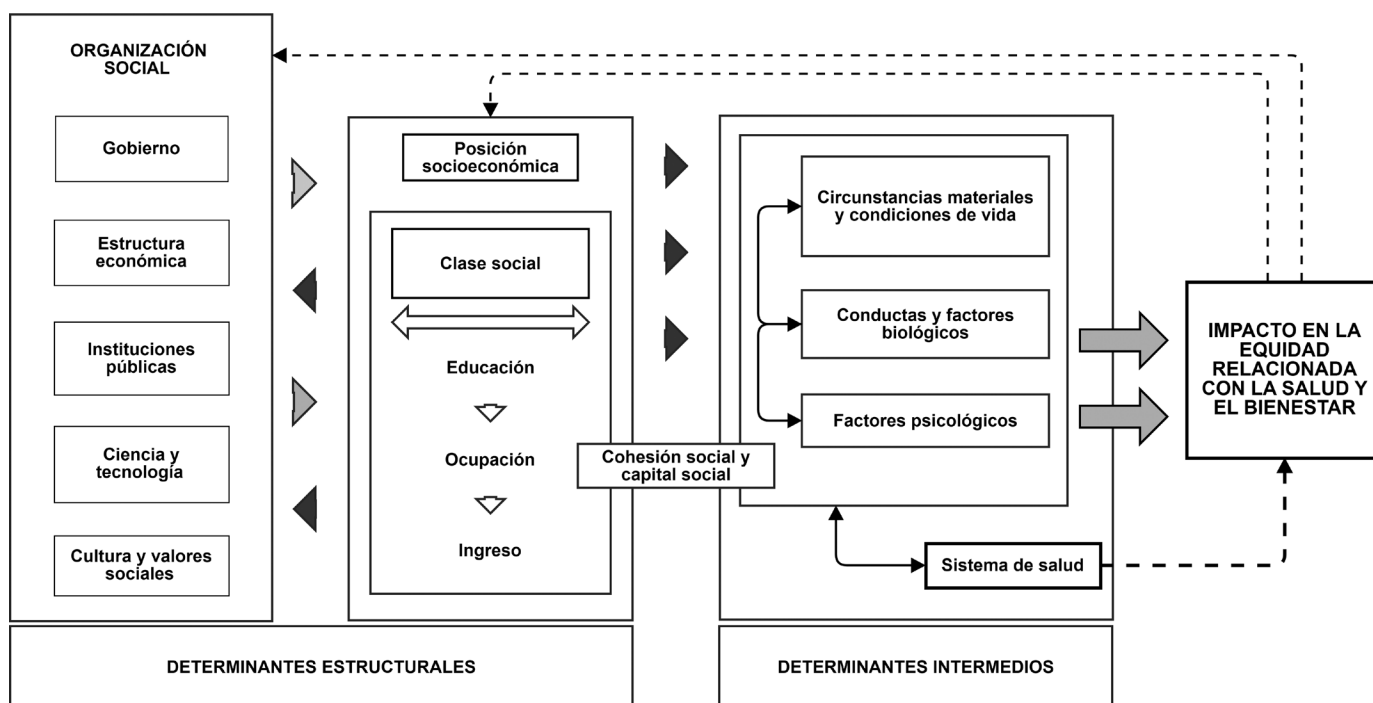 ORGANIZACIÓN
SOCIAL
Gobierno
Estructura
económica
Instituciones
públicas
Ciencia y
tecnología
Cultura y valores
sociales
Posición
socioeconómica
Clase social
Educación
Ocupación
Ingreso
Cohesión social y
capital social
Circunstancias materiales
y condiciones de vida
Conductas y factores
biológicos
Factores psicológicos
Sistema de salud
IMPACTO EN LA
EQUIDAD
RELACIONADA
CON LA SALUD Y
EL BIENESTAR
DETERMINANTES ESTRUCTURALES
DETERMINANTES INTERMEDIOS